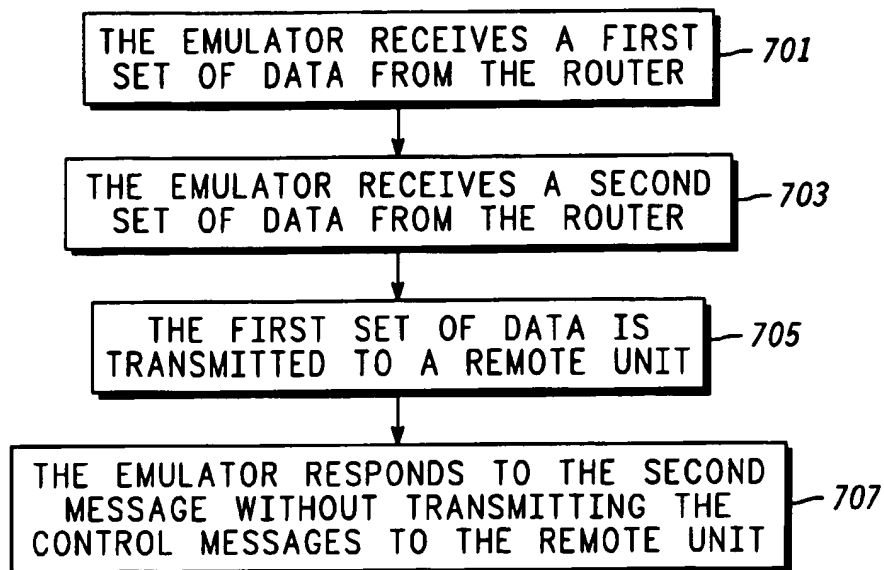 THE EMULATOR RECEIVES A FIRST
SET OF DATA FROM THE ROUTER
701
THE EMULATOR RECEIVES A SECOND
SET OF DATA FROM THE ROUTER
703
THE FIRST SET OF DATA IS
TRANSMITTED TO A REMOTE UNIT
705
THE EMULATOR RESPONDS TO THE SECOND
MESSAGE WITHOUT TRANSMITTING THE
CONTROL MESSAGES TO THE REMOTE UNIT
707